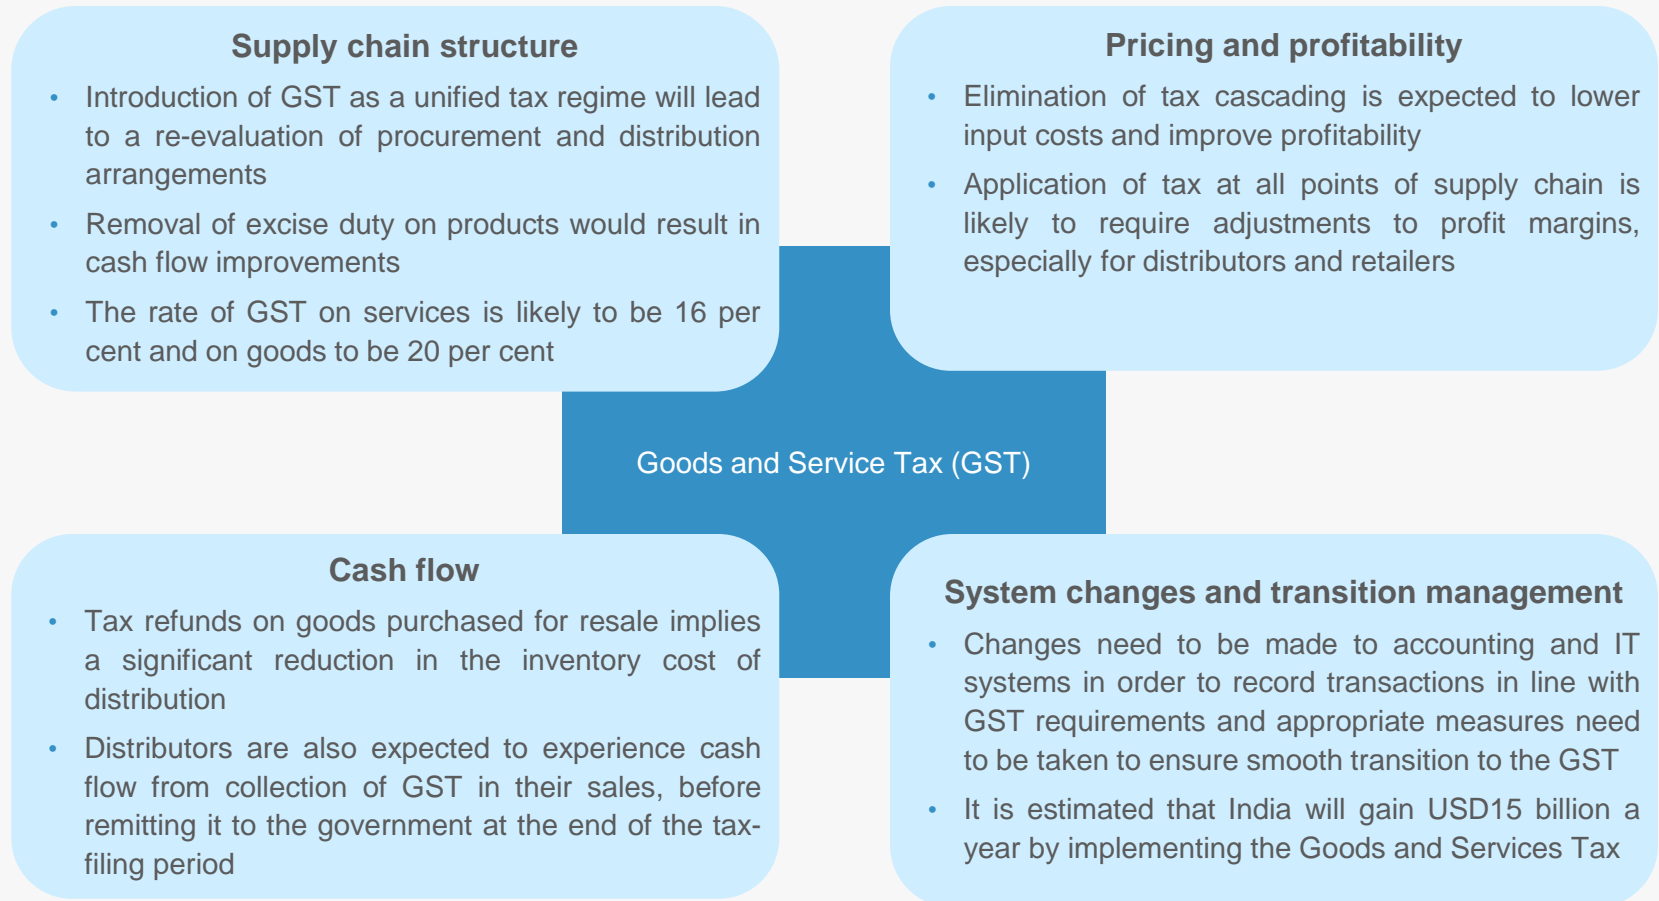 Supply chain structure
• Introduction of GST as a unified tax regime will lead
to a re-evaluation of procurement and distribution
arrangements
• Removal of excise duty on products would result in
cash flow improvements
• The rate of GST on services is likely to be 16 per
cent and on goods to be 20 per cent
Pricing and profitability
• Elimination of tax cascading is expected to lower
input costs and improve profitability
• Application of tax at all points of supply chain is
likely to require adjustments to profit margins,
especially for distributors and retailers
Goods and Service Tax (GST)
Cash flow
• Tax refunds on goods purchased for resale implies
a significant reduction in the inventory cost of
distribution
• Distributors are also expected to experience cash
flow from collection of GST in their sales, before
remitting it to the government at the end of the tax-
filing period
System changes and transition management
• Changes need to be made to accounting and IT
systems in order to record transactions in line with
GST requirements and appropriate measures need
to be taken to ensure smooth transition to the GST
• It is estimated that India will gain USD15 billion a
year by implementing the Goods and Services Tax